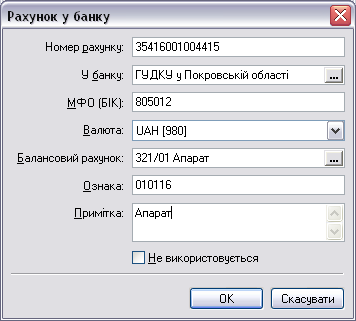 Рахунок у банку
Номер рахунку: 35416001004415
У банку: ГУДКУ у Покровській області ...
МФО (БІК): 805012
Валюта: UAH [980]
Балансовий рахунок: 321/01 Апарат ...
Ознака: 010116
Примітка: Апарат
Не використовується
OK Скасувати